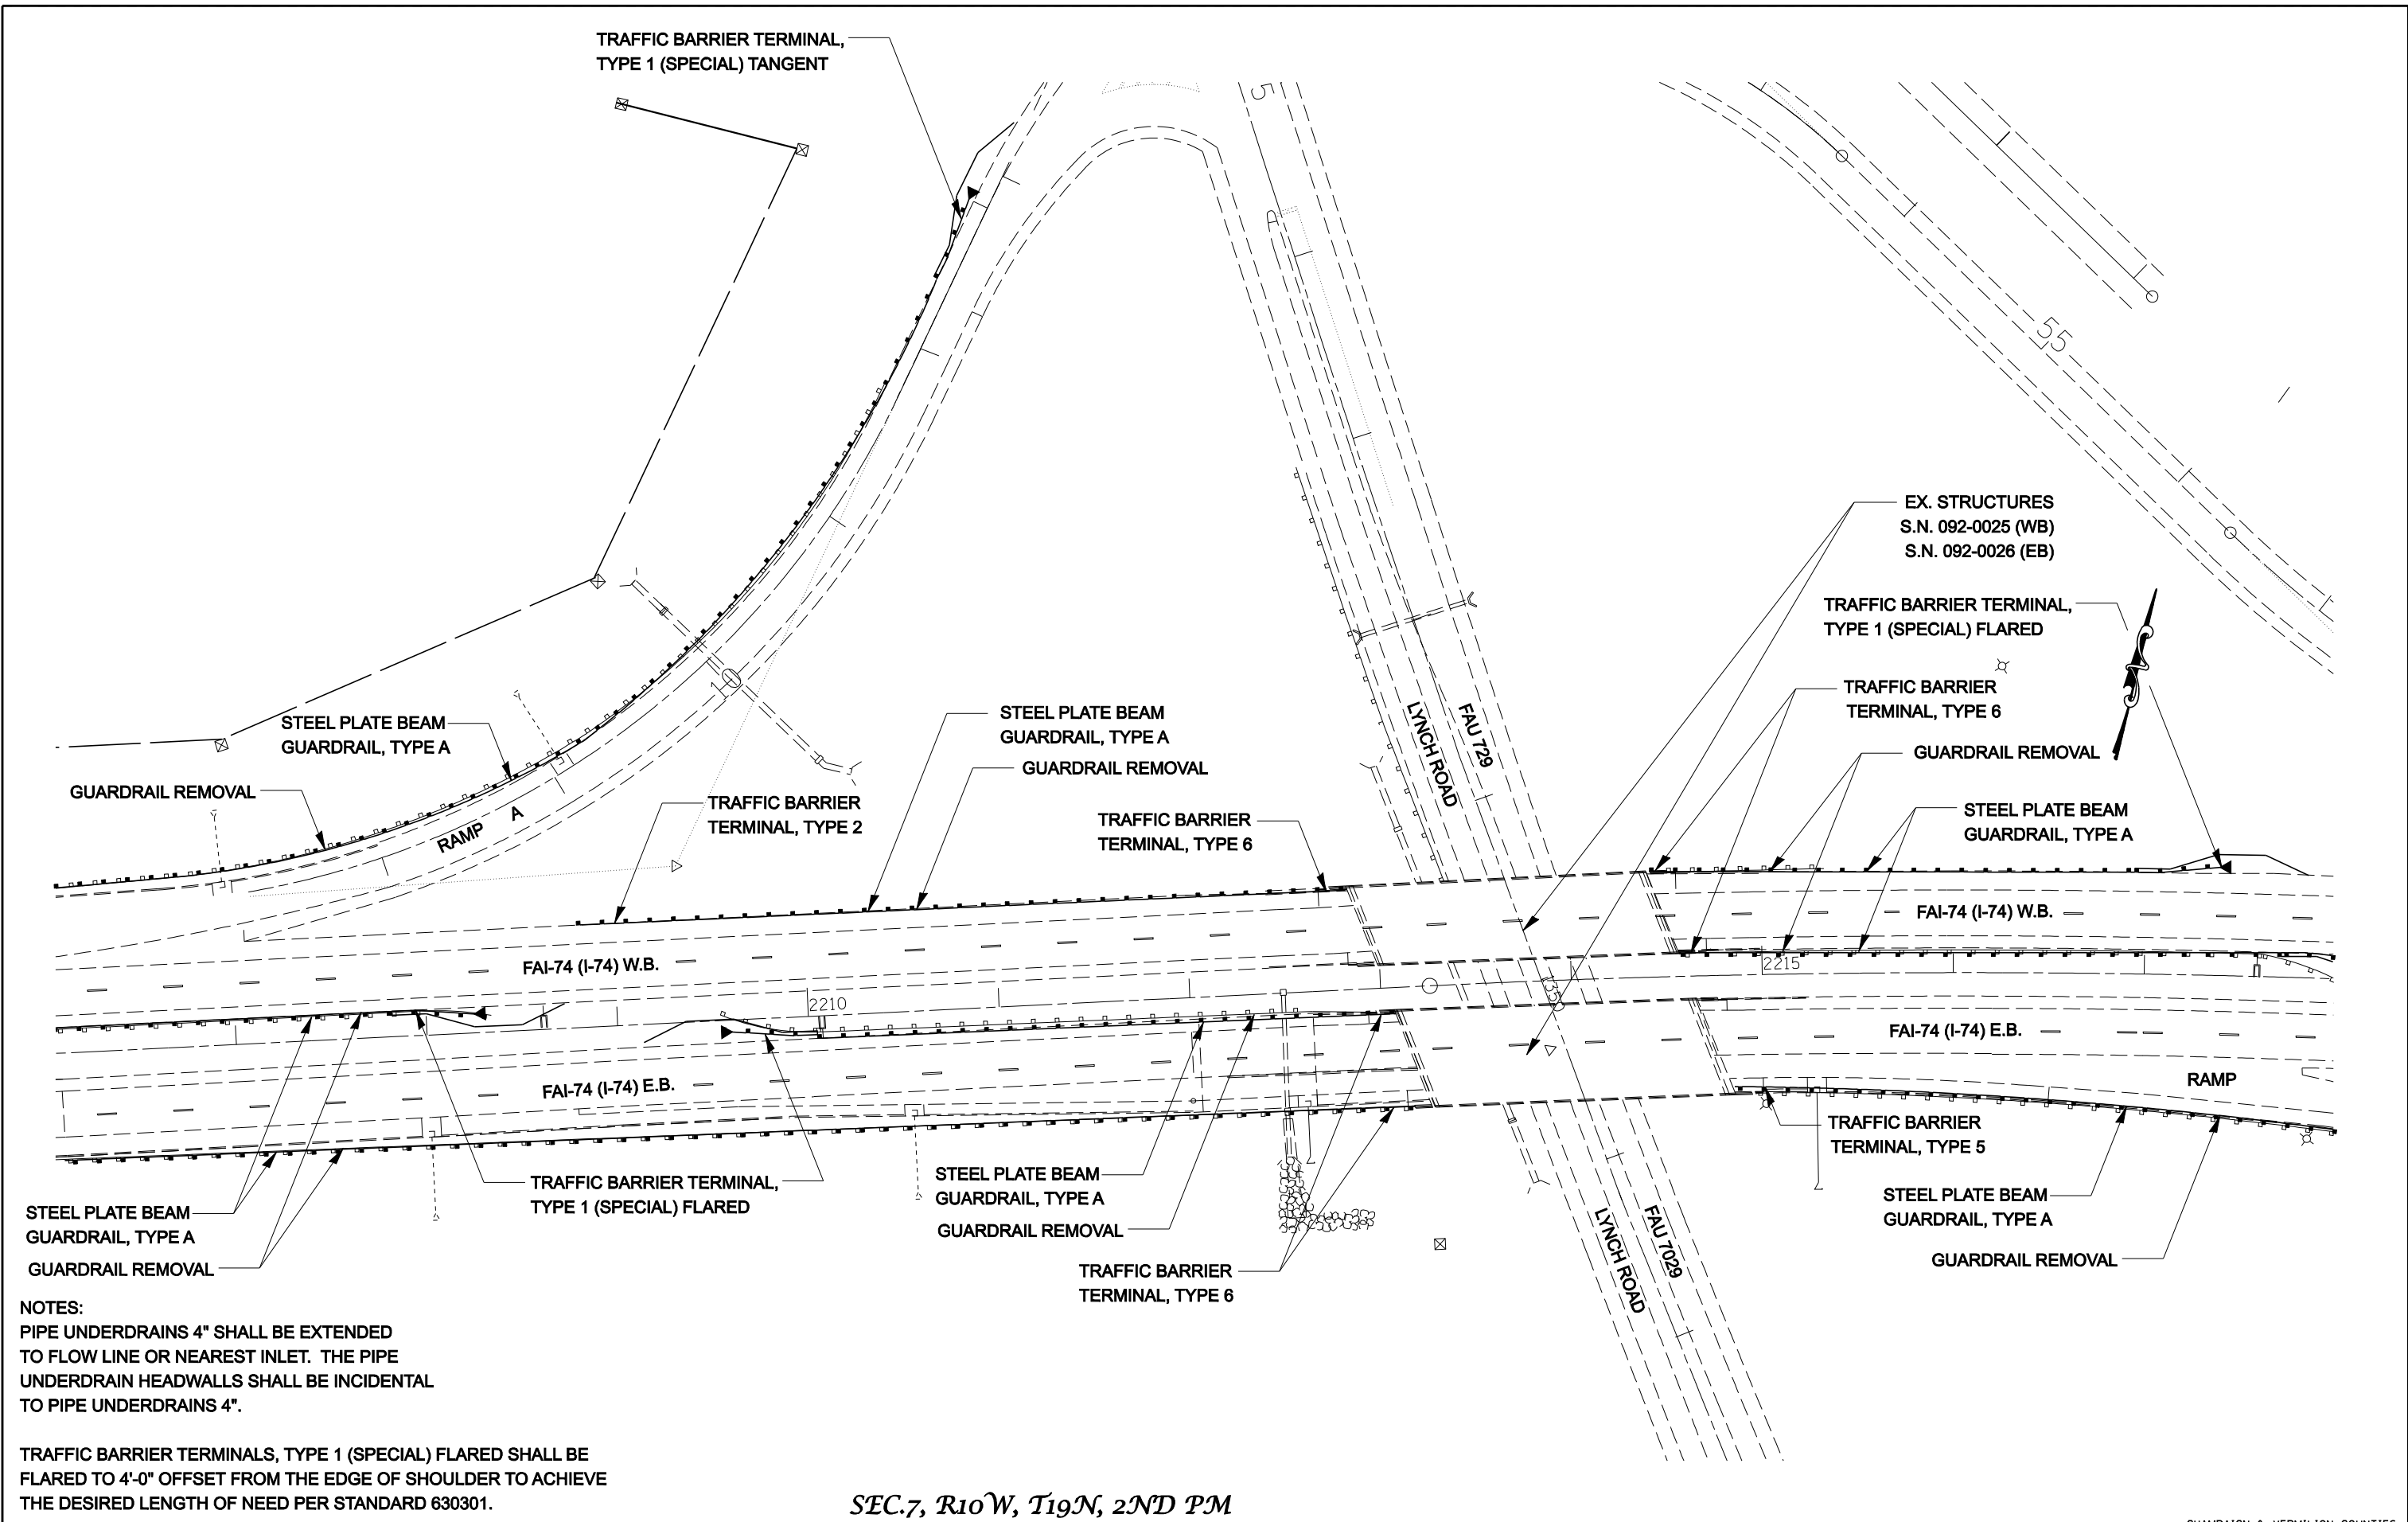 TRAFFIC BARRIER TERMINAL,
TYPE 1 (SPECIAL) TANGENT
5
55
EX. STRUCTURES
S.N. 092-0025 (WB)
S.N. 092-0026 (EB)
TRAFFIC BARRIER TERMINAL,
TYPE 1 (SPECIAL) FLARED
TRAFFIC BARRIER
TERMINAL, TYPE 6
GUARDRAIL REMOVAL
STEEL PLATE BEAM
GUARDRAIL, TYPE A
STEEL PLATE BEAM
GUARDRAIL, TYPE A
GUARDRAIL REMOVAL
RAMP A
STEEL PLATE BEAM
GUARDRAIL, TYPE A
GUARDRAIL REMOVAL
TRAFFIC BARRIER
TERMINAL, TYPE 2
TRAFFIC BARRIER
TERMINAL, TYPE 6
LYNCH ROAD
FAU 729
FAI-74 (I-74) W.B.
FAI-74 (I-74) W.B.
2210
2215
FAI-74 (I-74) E.B.
FAI-74 (I-74) E.B.
RAMP
TRAFFIC BARRIER
TERMINAL, TYPE 5
STEEL PLATE BEAM
GUARDRAIL, TYPE A
GUARDRAIL REMOVAL
TRAFFIC BARRIER TERMINAL,
TYPE 1 (SPECIAL) FLARED
STEEL PLATE BEAM
GUARDRAIL, TYPE A
GUARDRAIL REMOVAL
STEEL PLATE BEAM
GUARDRAIL, TYPE A
GUARDRAIL REMOVAL
TRAFFIC BARRIER
TERMINAL, TYPE 6
LYNCH ROAD
FAU 7029
NOTES:
PIPE UNDERDRAINS 4" SHALL BE EXTENDED
TO FLOW LINE OR NEAREST INLET. THE PIPE
UNDERDRAIN HEADWALLS SHALL BE INCIDENTAL
TO PIPE UNDERDRAINS 4".
TRAFFIC BARRIER TERMINALS, TYPE 1 (SPECIAL) FLARED SHALL BE
FLARED TO 4'-0" OFFSET FROM THE EDGE OF SHOULDER TO ACHIEVE
THE DESIRED LENGTH OF NEED PER STANDARD 630301.
SEC.7, R10W, T19N, 2ND PM